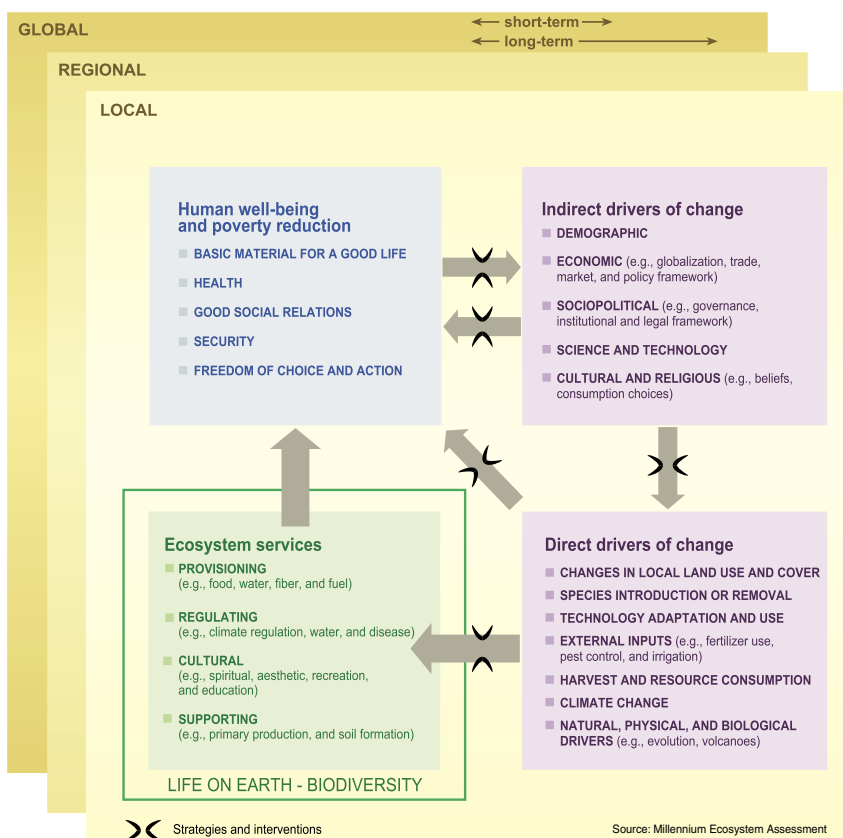 GLOBAL
short-term
long-term
REGIONAL
LOCAL
Human well-being
and poverty reduction
BASIC MATERIAL FOR A GOOD LIFE
HEALTH
GOOD SOCIAL RELATIONS
SECURITY
FREEDOM OF CHOICE AND ACTION
Indirect drivers of change
DEMOGRAPHIC
ECONOMIC (e.g., globalization, trade,
market, and policy framework)
SOCIOPOLITICAL (e.g., governance,
institutional and legal framework)
SCIENCE AND TECHNOLOGY
CULTURAL AND RELIGIOUS (e.g., beliefs,
consumption choices)
Ecosystem services
PROVISIONING
(e.g., food, water, fiber, and fuel)
REGULATING
(e.g., climate regulation, water, and disease)
CULTURAL
(e.g., spiritual, aesthetic, recreation,
and education)
SUPPORTING
(e.g., primary production, and soil formation)
LIFE ON EARTH - BIODIVERSITY
Direct drivers of change
CHANGES IN LOCAL LAND USE AND COVER
SPECIES INTRODUCTION OR REMOVAL
TECHNOLOGY ADAPTATION AND USE
EXTERNAL INPUTS (e.g., fertilizer use,
pest control, and irrigation)
HARVEST AND RESOURCE CONSUMPTION
CLIMATE CHANGE
NATURAL, PHYSICAL, AND BIOLOGICAL
DRIVERS (e.g., evolution, volcanoes)
Strategies and interventions
Source: Millennium Ecosystem Assessment